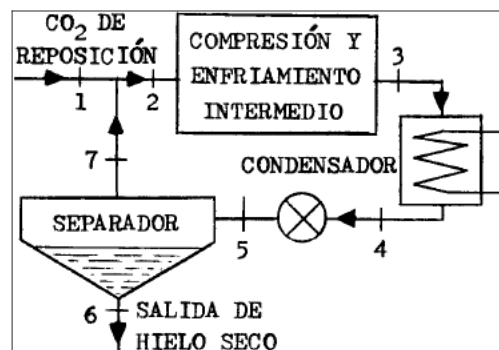 CO₂ DE
REPOSICIÓN
1
2
COMPRESIÓN Y
ENFRIAMIENTO
INTERMEDIO
3
7
CONDENSADOR
SEPARADOR
5
4
6
SALIDA DE
HIELO SECO